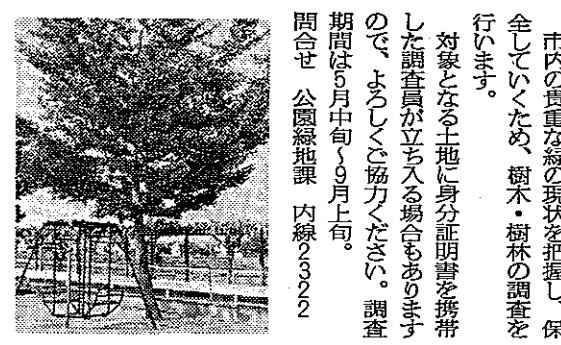 市内の貴重な緑の現状を把握し、保
全していくため、樹木・樹林の調査を
行います。
対象となる土地に身分証明書を携帯
した調査員が立ち入る場合もあります
ので、よろしくご協力ください。調査
期間は5月中旬~9月上旬。
問合せ 公園緑地課 内線2322